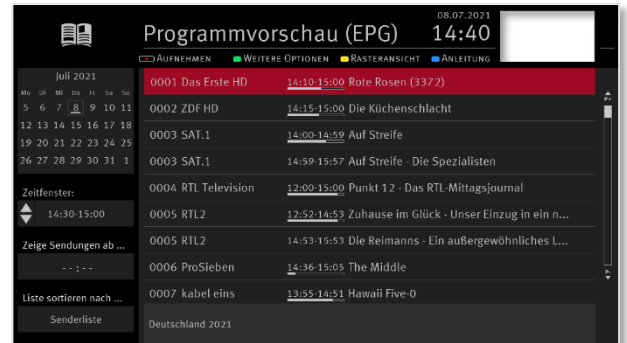 Programmvorschau (EPG)
08.07.2021
14:40
AUFNEHMEN WEITERE OPTIONEN RASTERANSICHT ANLEITUNG
Juli 2021
Mo Di Mi Do Fr Sa So
5 6 7 8 9 10 11
12 13 14 15 16 17 18
19 20 21 22 23 24 25
26 27 28 29 30 31 1
Zeitfenster:
14:30-15:00
Zeige Sendungen ab ...
--:--
Liste sortieren nach ...
Senderliste
0001 Das Erste HD 14:10-15:00 Rote Rosen (3372)
0002 ZDF HD 14:15-15:00 Die Küchenschlacht
0003 SAT.1 14:00-14:59 Auf Streife
0003 SAT.1 14:59-15:57 Auf Streife - Die Spezialisten
0004 RTL Television 12:00-15:00 Punkt 12 - Das RTL-Mittagsjournal
0005 RTL2 12:52-14:53 Zuhause im Glück - Unser Einzug in ein n...
0005 RTL2 14:53-15:53 Die Reimanns - Ein außergewöhnliches L...
0006 ProSieben 14:36-15:05 The Middle
0007 kabel eins 13:55-14:51 Hawaii Five-0
Deutschland 2021
P+
P-